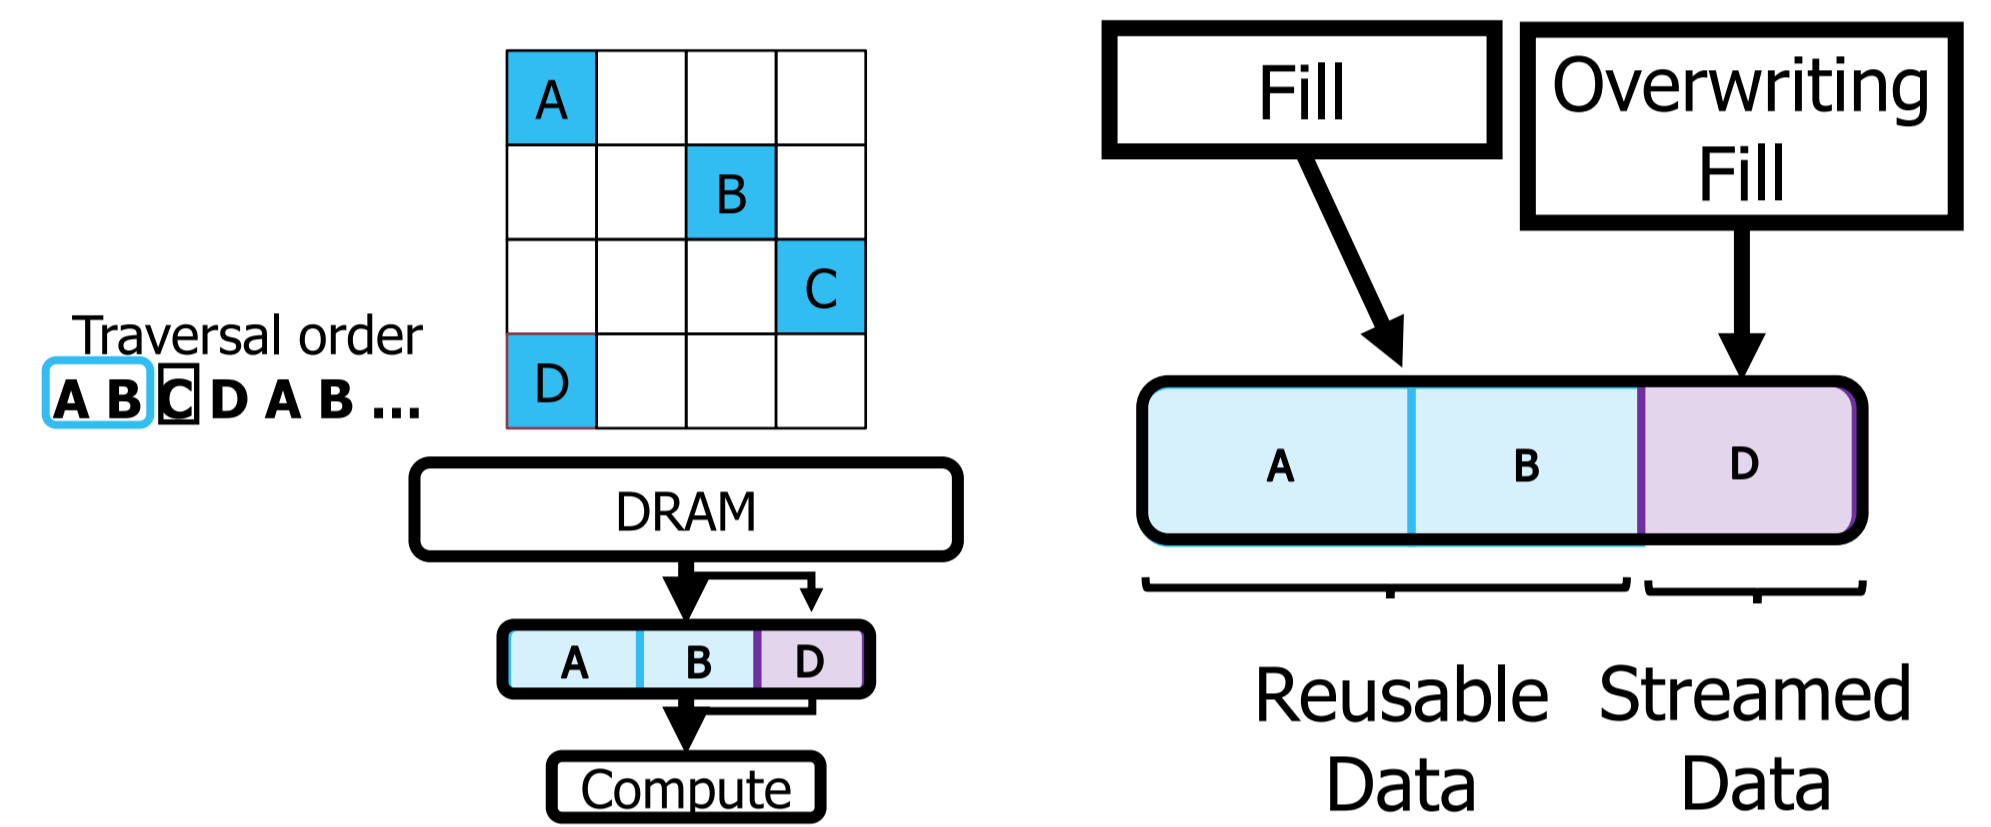 A
B
C
D
Traversal order
A B C D A B ...
DRAM
A B D
Compute
Fill
Overwriting
Fill
A B D
Reusable
Data
Streamed
Data